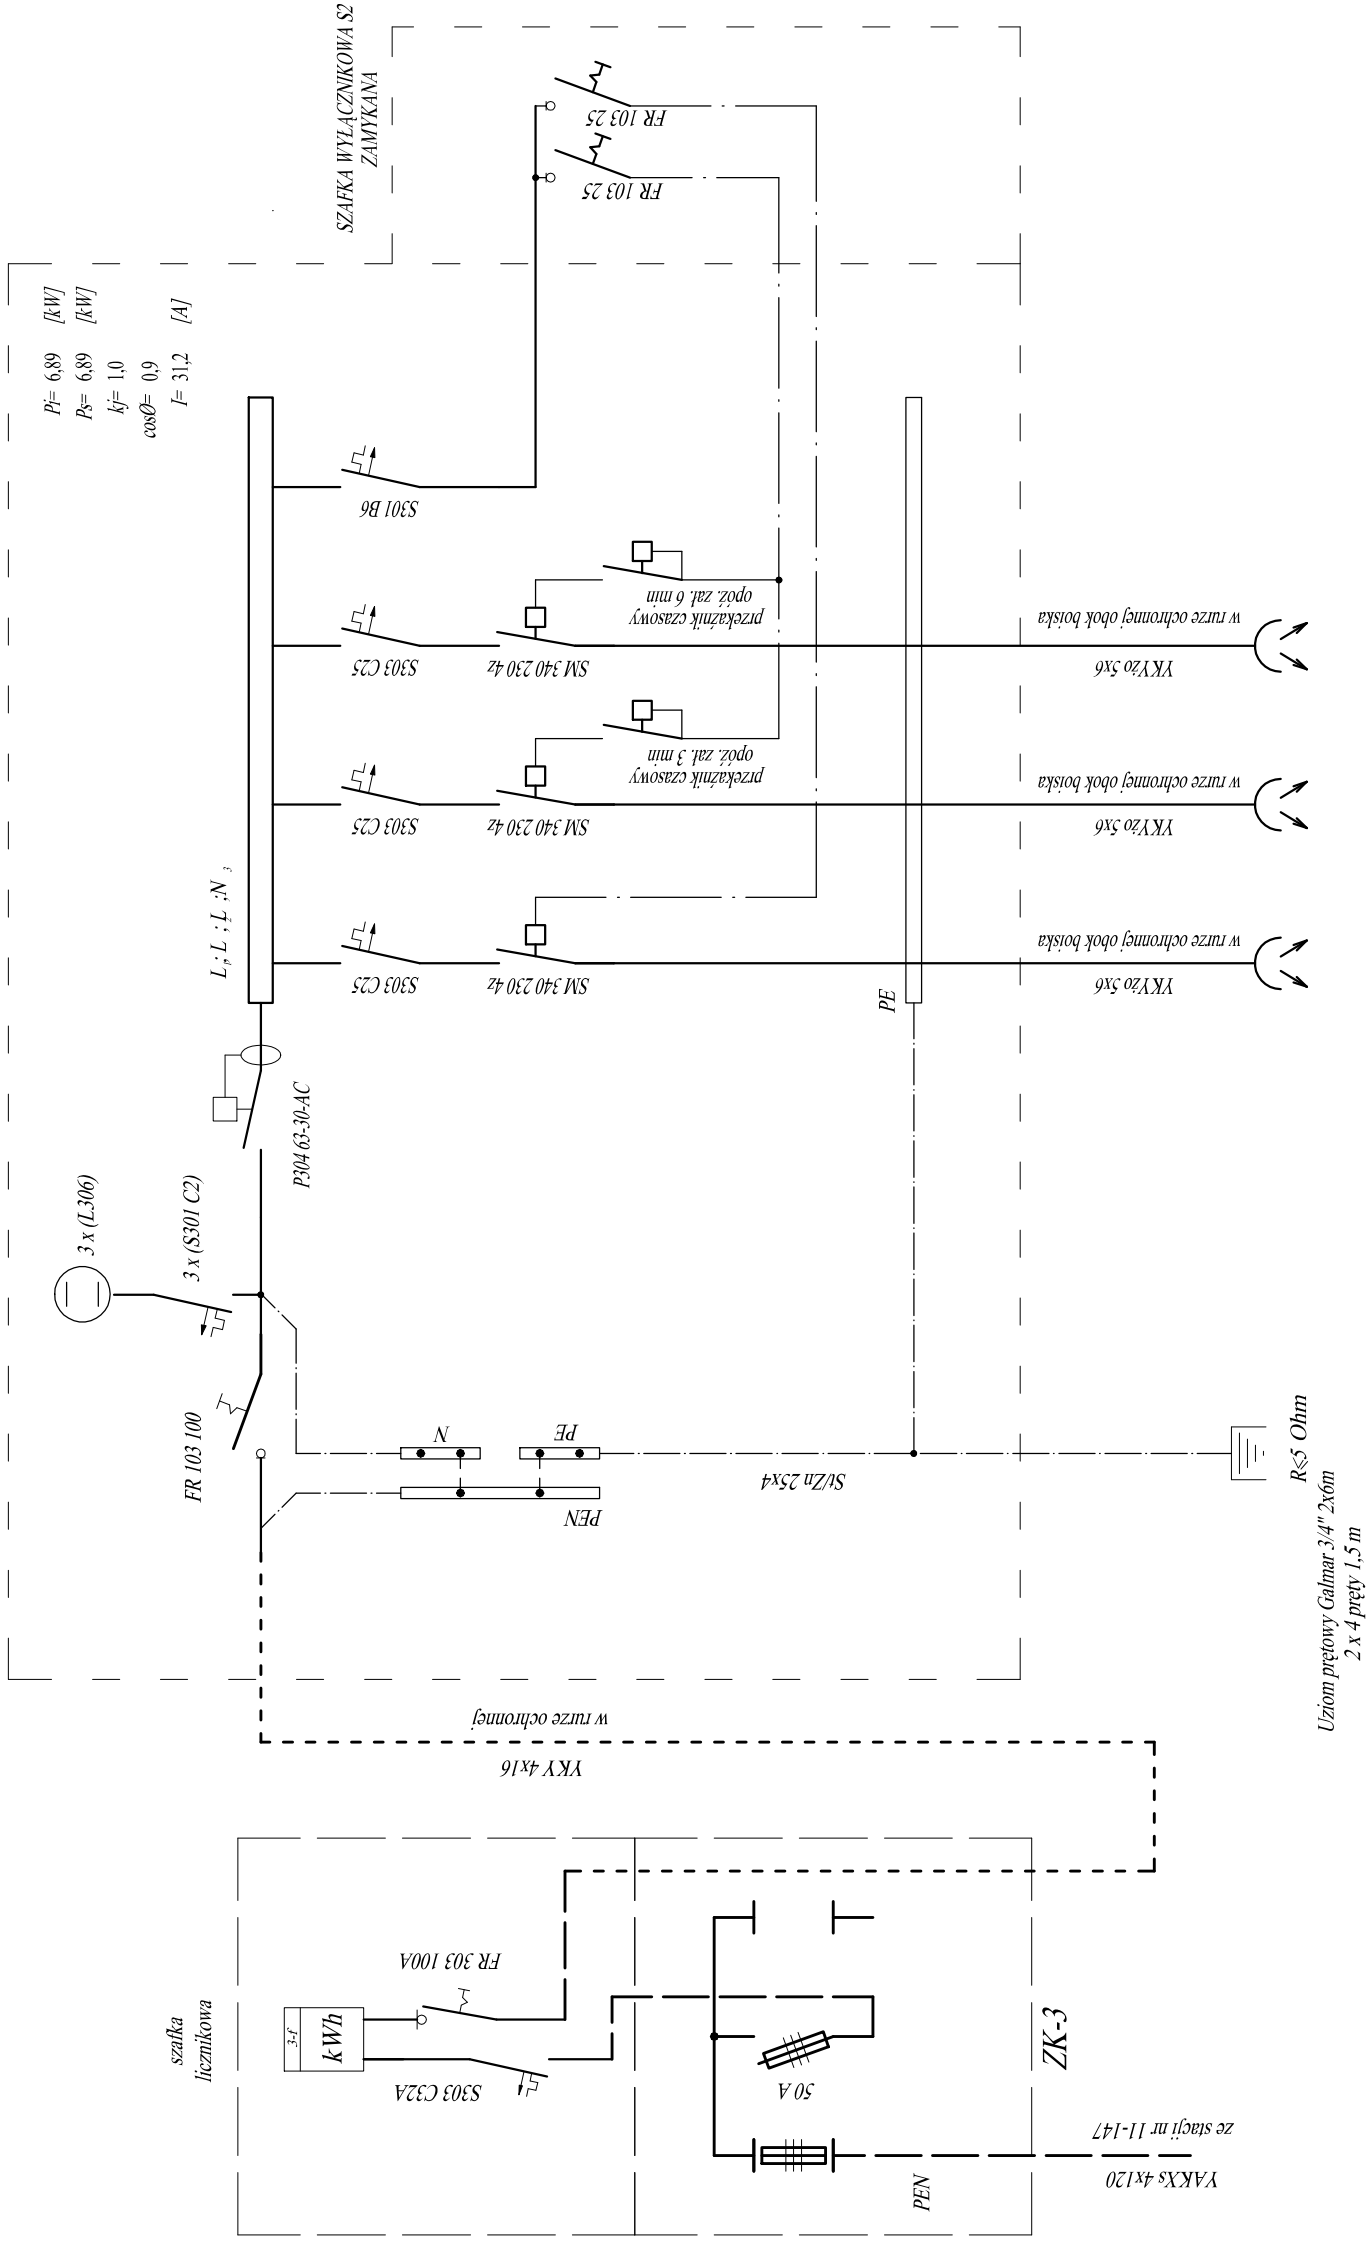 SZAFKA WYŁĄCZNIKOWA S2
ZAMYKANA
Pi= 6,89 [kW]
Ps= 6,89 [kW]
kj= 1,0
cosØ= 0,9
I= 31,2 [A]
FR 103 25
FR 103 25
S301 B6
S303 C25
SM 340 230 4z
przekaźnik czasowy
opóź. zał. 6 min
YKYżo 5x6
w rurze ochronnej obok boiska
S303 C25
SM 340 230 4z
przekaźnik czasowy
opóź. zał. 3 min
YKYżo 5x6
w rurze ochronnej obok boiska
S303 C25
SM 340 230 4z
YKYżo 5x6
w rurze ochronnej obok boiska
L₁; L ; L₂ ; N ₃
PE
P304 63-30-AC
3 x (L306)
3 x (S301 C2)
FR 103 100
N
PE
PEN
St/Zn 25x4
R≤5 Ohm
Uziom prętowy Galmar 3/4" 2x6m
2 x 4 pręty 1,5 m
w rurze ochronnej
YKY 4x16
szafka
licznikowa
3-f
kWh
FR 303 100A
S303 C32A
50 A
ZK-3
PEN
ze stacji nr 11-147
YAKXs 4x120